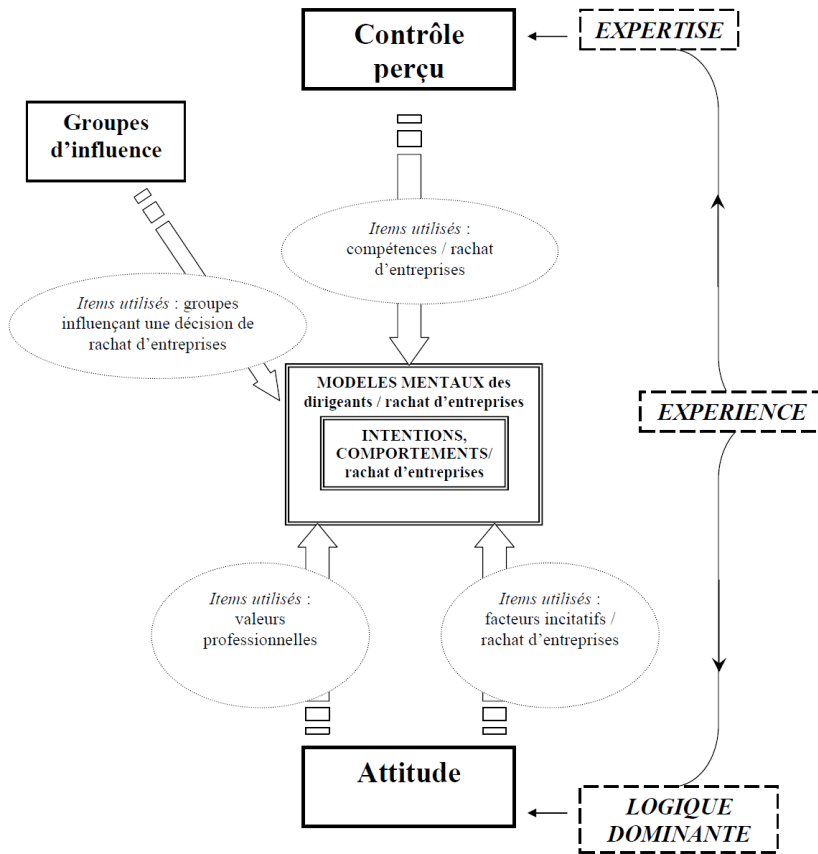 Contrôle
perçu
EXPERTISE
Groupes
d’influence
Items utilisés :
compétences / rachat
d’entreprises
Items utilisés : groupes
influençant une décision de
rachat d’entreprises
MODELES MENTAUX des
dirigeants / rachat d’entreprises
INTENTIONS,
COMPORTEMENTS/
rachat d’entreprises
EXPERIENCE
Items utilisés :
valeurs
professionnelles
Items utilisés :
facteurs incitatifs /
rachat d’entreprises
Attitude
LOGIQUE
DOMINANTE